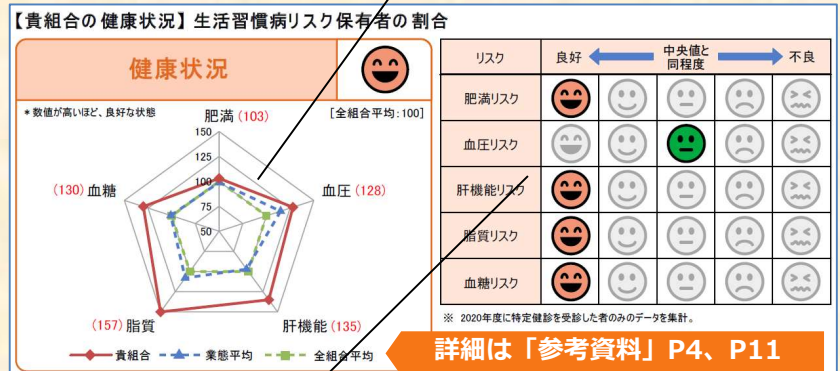 【貴組合の健康状況】生活習慣病リスク保有者の割合
健康状況
*数値が高いほど、良好な状態
[全組合平均:100]
肥満(103)
150
125
100
75
50
(130)血糖
血圧(128)
(157)脂質
肝機能(135)
貴組合 業態平均 全組合平均
リスク 良好 中央値と同程度 不良
肥満リスク
血圧リスク
肝機能リスク
脂質リスク
血糖リスク
※ 2020年度に特定健診を受診した者のみのデータを集計。
詳細は「参考資料」P4、P11